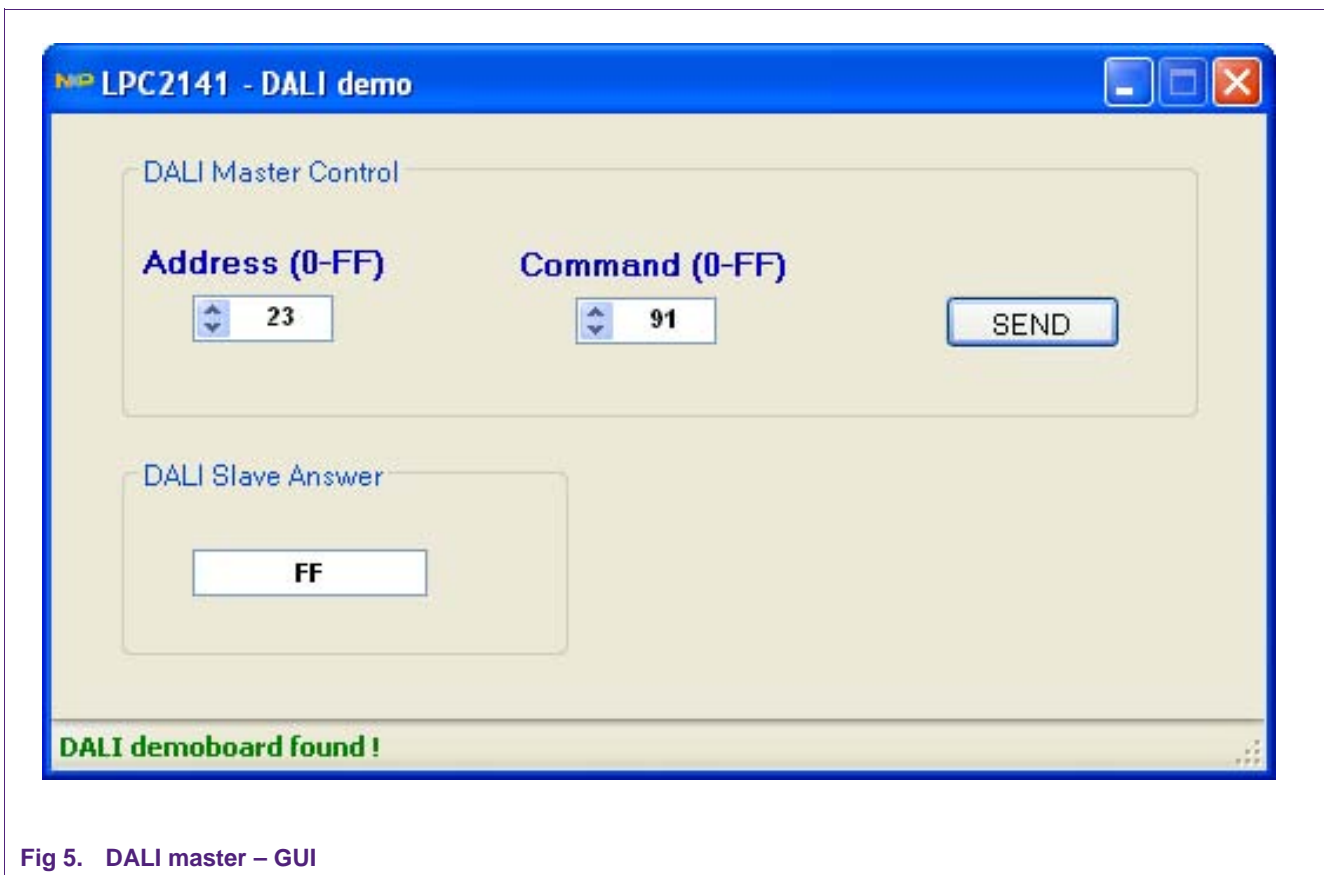 NXP LPC2141 - DALI demo
DALI Master Control
Address (0-FF) Command (0-FF)
23 91 SEND
DALI Slave Answer
FF
DALI demoboard found !
Fig 5. DALI master – GUI